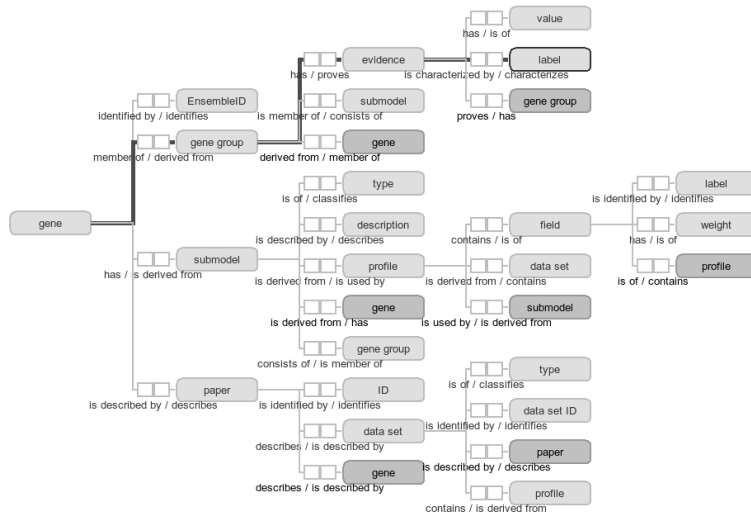 value
has / is of
evidence
label
has / proves
is characterized by / characterizes
EnsembleID
submodel
gene group
identified by / identifies
is member of / consists of
proves / has
gene group
gene
member of / derived from
derived from / member of
type
label
is of / classifies
is identified by / identifies
gene
description
field
weight
is described by / describes
contains / is of
has / is of
submodel
profile
data set
profile
has / is derived from
is derived from / is used by
is derived from / contains
is of / contains
gene
submodel
is derived from / has
is used by / is derived from
gene group
consists of / is member of
type
is of / classifies
paper
ID
is described by / describes
is identified by / identifies
data set ID
data set
is identified by / identifies
describes / is described by
paper
gene
is described by / describes
describes / is described by
profile
contains / is derived from